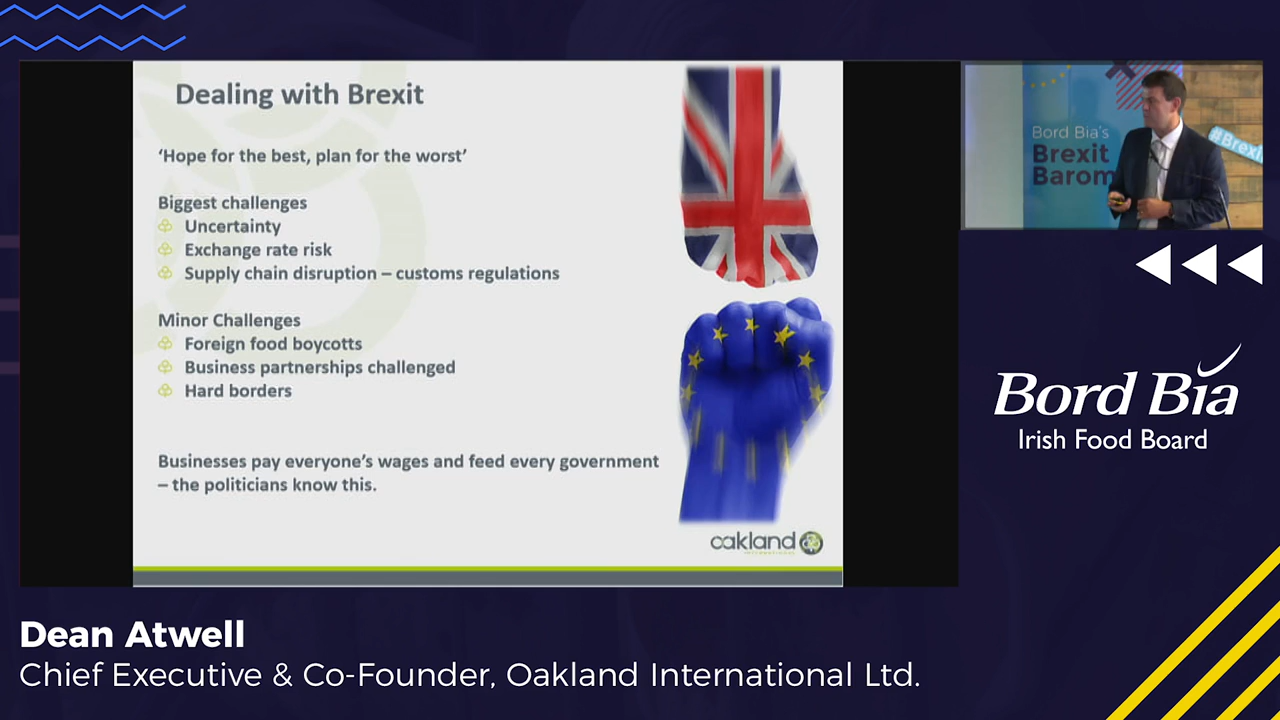 Dealing with Brexit
‘Hope for the best, plan for the worst’
Biggest challenges
Uncertainty
Exchange rate risk
Supply chain disruption – customs regulations
Minor Challenges
Foreign food boycotts
Business partnerships challenged
Hard borders
Businesses pay everyone’s wages and feed every government
– the politicians know this.
oakland
INTERNATIONAL
Bord Bia's
Brexit
Barom
#Brexi
Bord Bia
Irish Food Board
Dean Atwell
Chief Executive & Co-Founder, Oakland International Ltd.